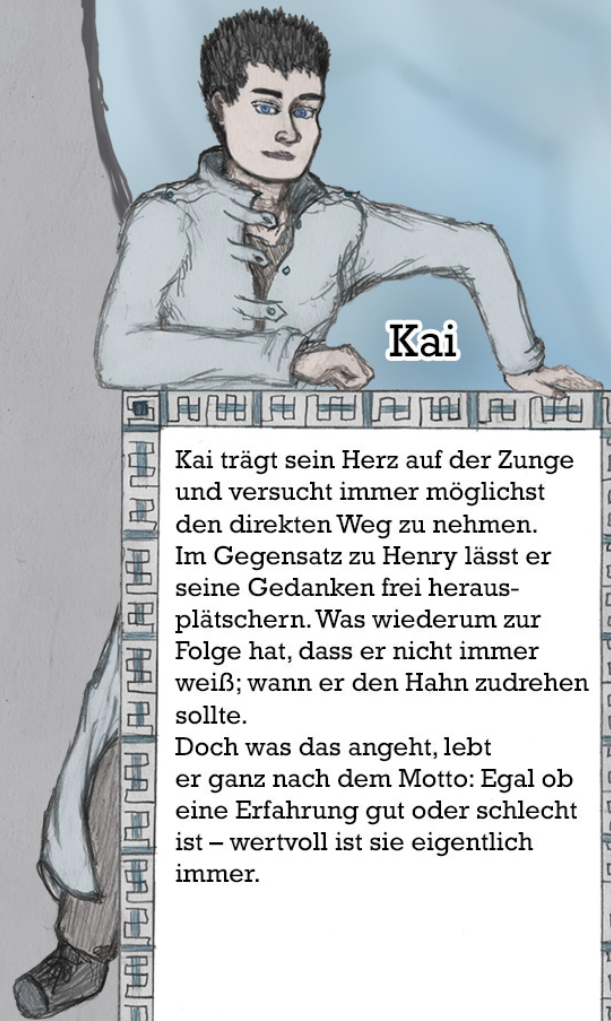 Kai
Kai trägt sein Herz auf der Zunge
und versucht immer möglichst
den direkten Weg zu nehmen.
Im Gegensatz zu Henry lässt er
seine Gedanken frei heraus-
plätschern. Was wiederum zur
Folge hat, dass er nicht immer
weiß; wann er den Hahn zudrehen
sollte.
Doch was das angeht, lebt
er ganz nach dem Motto: Egal ob
eine Erfahrung gut oder schlecht
ist – wertvoll ist sie eigentlich
immer.